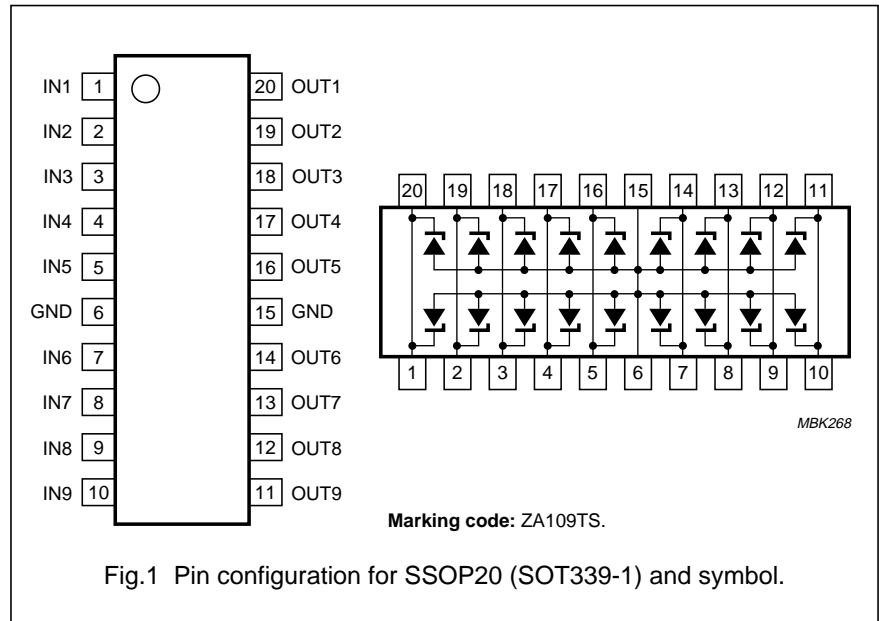 IN1 1 20 OUT1
IN2 2 19 OUT2
IN3 3 18 OUT3
IN4 4 17 OUT4
IN5 5 16 OUT5
GND 6 15 GND
IN6 7 14 OUT6
IN7 8 13 OUT7
IN8 9 12 OUT8
IN9 10 11 OUT9
20 19 18 17 16 15 14 13 12 11
1 2 3 4 5 6 7 8 9 10
MBK268
Marking code: ZA109TS.
Fig.1 Pin configuration for SSOP20 (SOT339-1) and symbol.